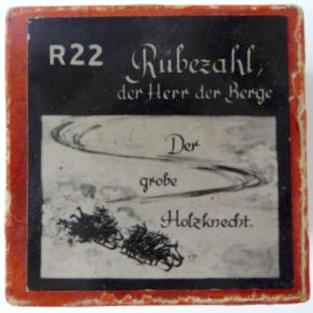 R22
Rübezahl,
der Herr der Berge
Der
grobe
Holzknecht.